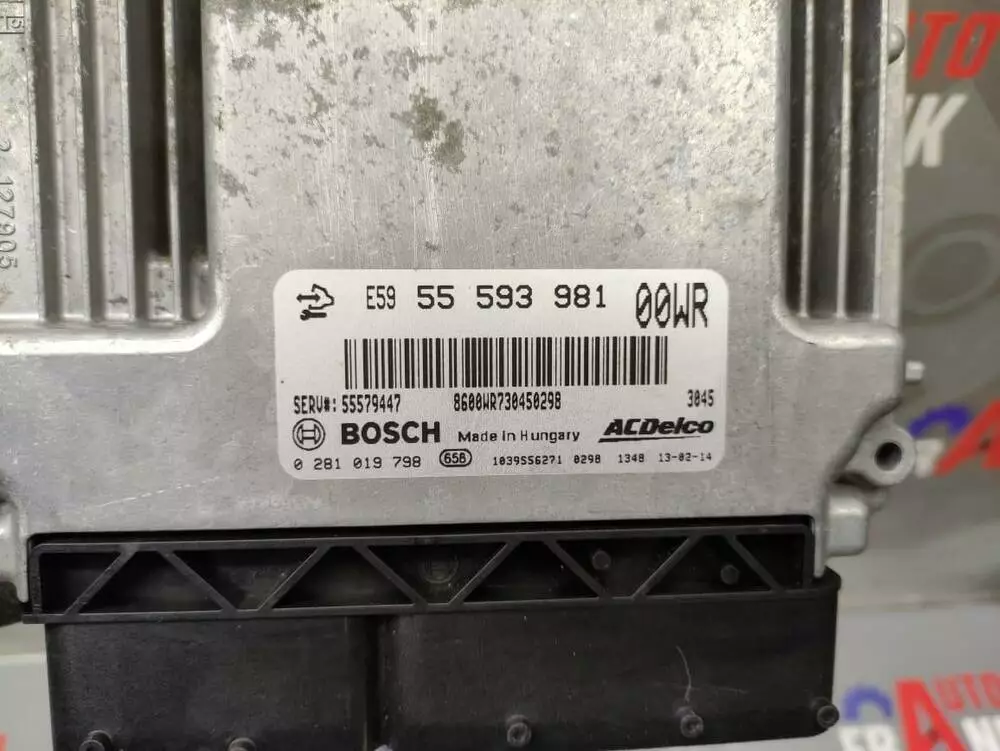 E59 55 593 981 00WR
SERV#: 55579447 8600WR730450298 3045
BOSCH Made in Hungary ACDelco
0 281 019 798 65B 1039S56271 0298 1348 13-02-14